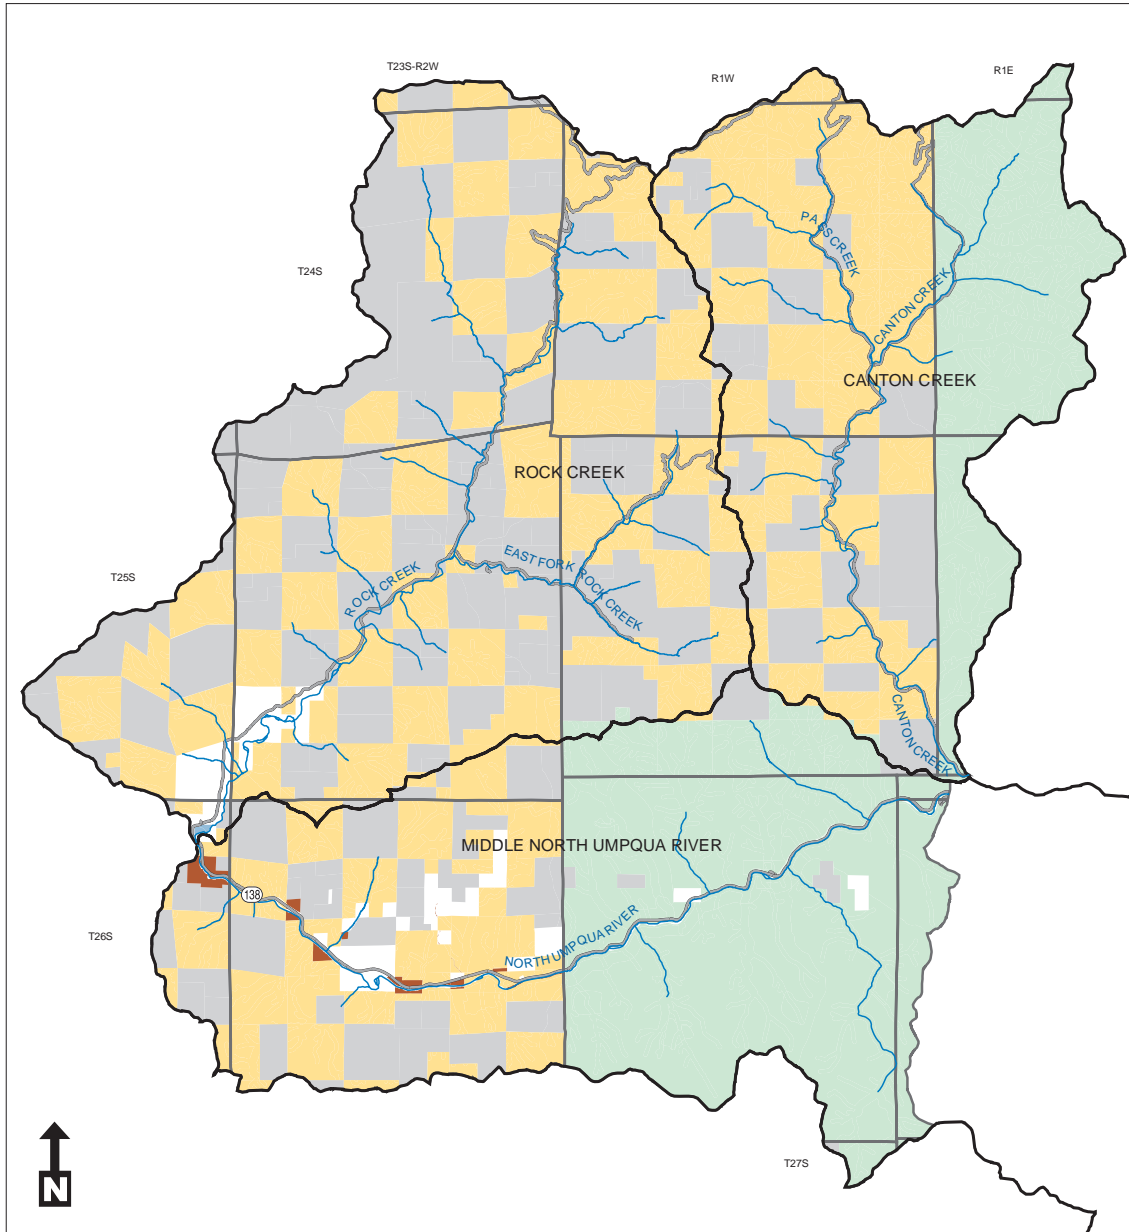 T23S-R2W
R1W
R1E
T24S
PASS CREEK
CANTON CREEK
CANTON CREEK
ROCK CREEK
EAST FORK ROCK CREEK
ROCK CREEK
T25S
CANTON CREEK
MIDDLE NORTH UMPQUA RIVER
138
NORTH UMPQUA RIVER
T26S
T27S
N